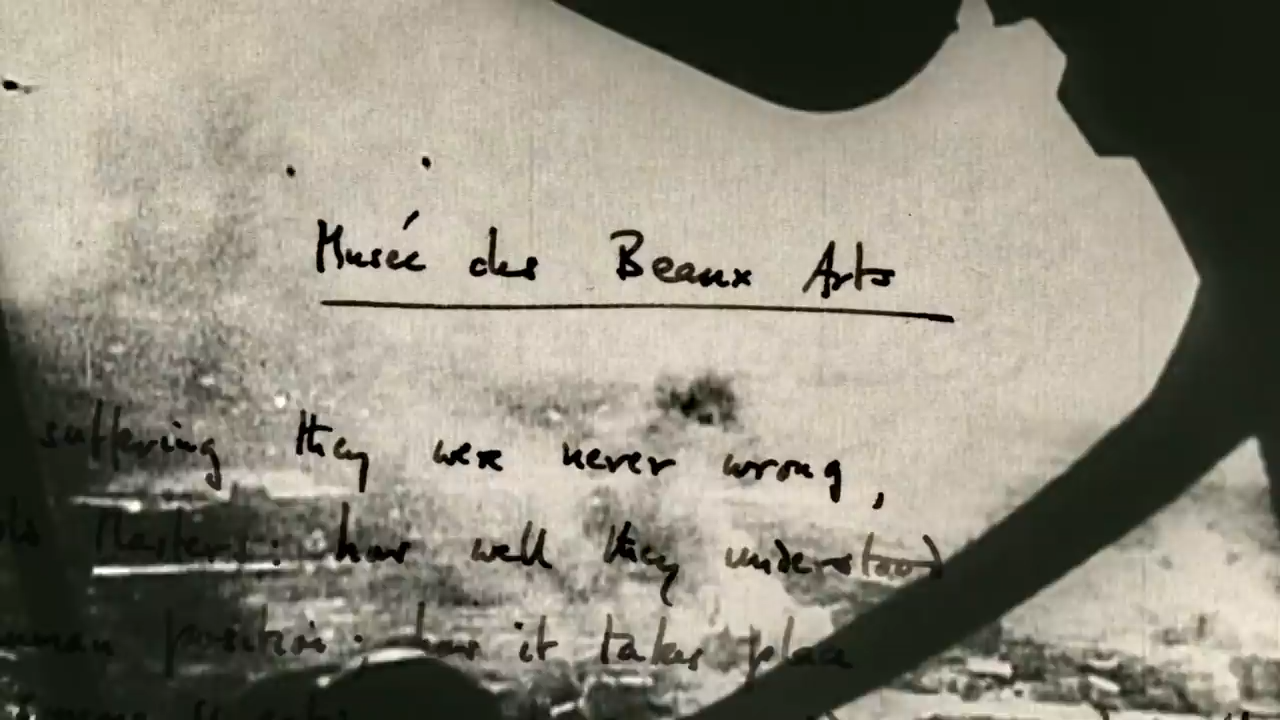 Musée des Beaux Arts
suffering they were never wrong,
Masters: how well they understood
human position; how it takes place